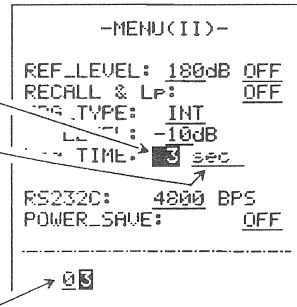 -MENU(II)-
REF_LEVEL: 180dB OFF
RECALL & Lp: OFF
TYPE: INT
LEVEL: -10dB
TIME: 3 sec
RS232C: 4800 BPS
POWER_SAVE: OFF
03